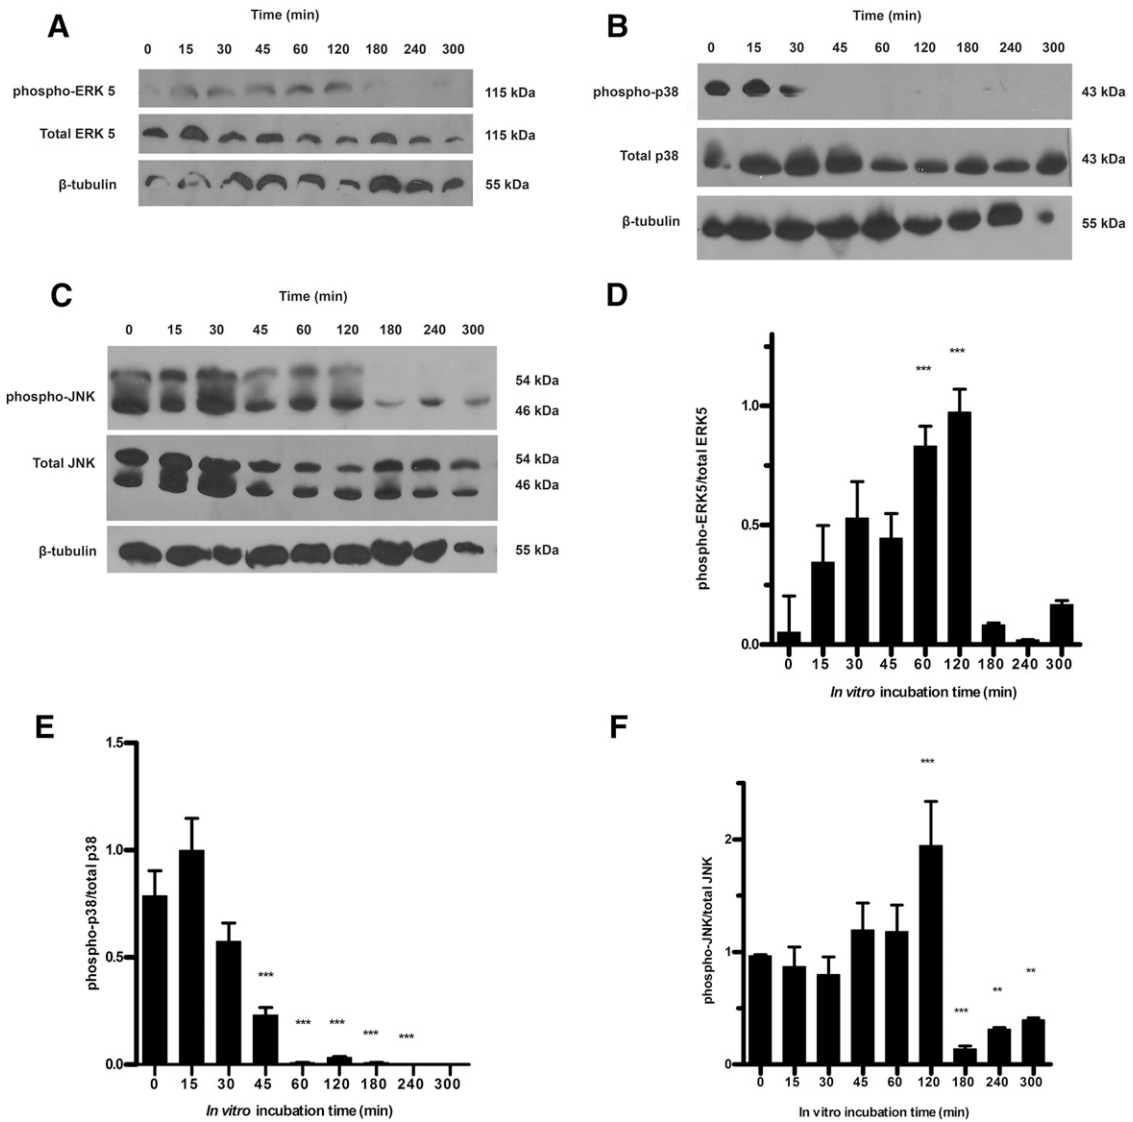 A
Time (min)
0 15 30 45 60 120 180 240 300
phospho-ERK 5
115 kDa
Total ERK 5
115 kDa
β-tubulin
55 kDa
B
Time (min)
0 15 30 45 60 120 180 240 300
phospho-p38
43 kDa
Total p38
43 kDa
β-tubulin
55 kDa
C
Time (min)
0 15 30 45 60 120 180 240 300
phospho-JNK
54 kDa
46 kDa
Total JNK
54 kDa
46 kDa
β-tubulin
55 kDa
D
phospho-ERK5/total ERK5
1.0
0.5
0.0
*** ***
0 15 30 45 60 120 180 240 300
In vitro incubation time (min)
E
phospho-p38/total p38
1.5
1.0
0.5
0.0
*** *** *** *** ***
0 15 30 45 60 120 180 240 300
In vitro incubation time (min)
F
phospho-JNK/total JNK
2
1
0
*** *** ** **
0 15 30 45 60 120 180 240 300
In vitro incubation time (min)